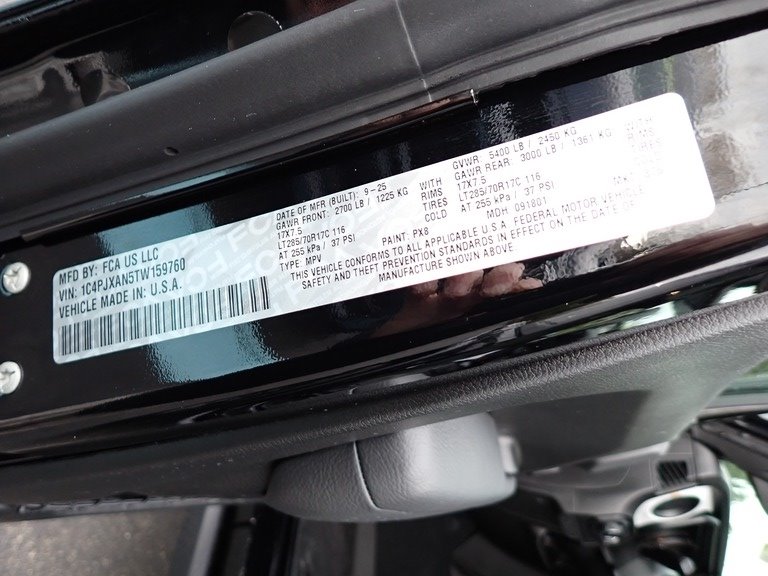 MFD BY: FCA US LLC
VIN: 1C4PJXAN5TW159760
VEHICLE MADE IN: U.S.A.
DATE OF MFR (BUILT): 9-25 GVWR: 5400 LB / 2450 KG
GAWR FRONT: 2700 LB / 1225 KG WITH GAWR REAR: 3000 LB / 1361 KG WITH
17X7.5 RIMS 17X7.5 RIMS
LT285/70R17C 116 TIRES LT285/70R17C 116 TIRES
AT 255 kPa / 37 PSI COLD AT 255 kPa / 37 PSI
TYPE: MPV PAINT: PX8 MDH: 091801
THIS VEHICLE CONFORMS TO ALL APPLICABLE U.S.A. FEDERAL MOTOR VEHICLE
SAFETY AND THEFT PREVENTION STANDARDS IN EFFECT ON THE DATE OF
MANUFACTURE SHOWN ABOVE